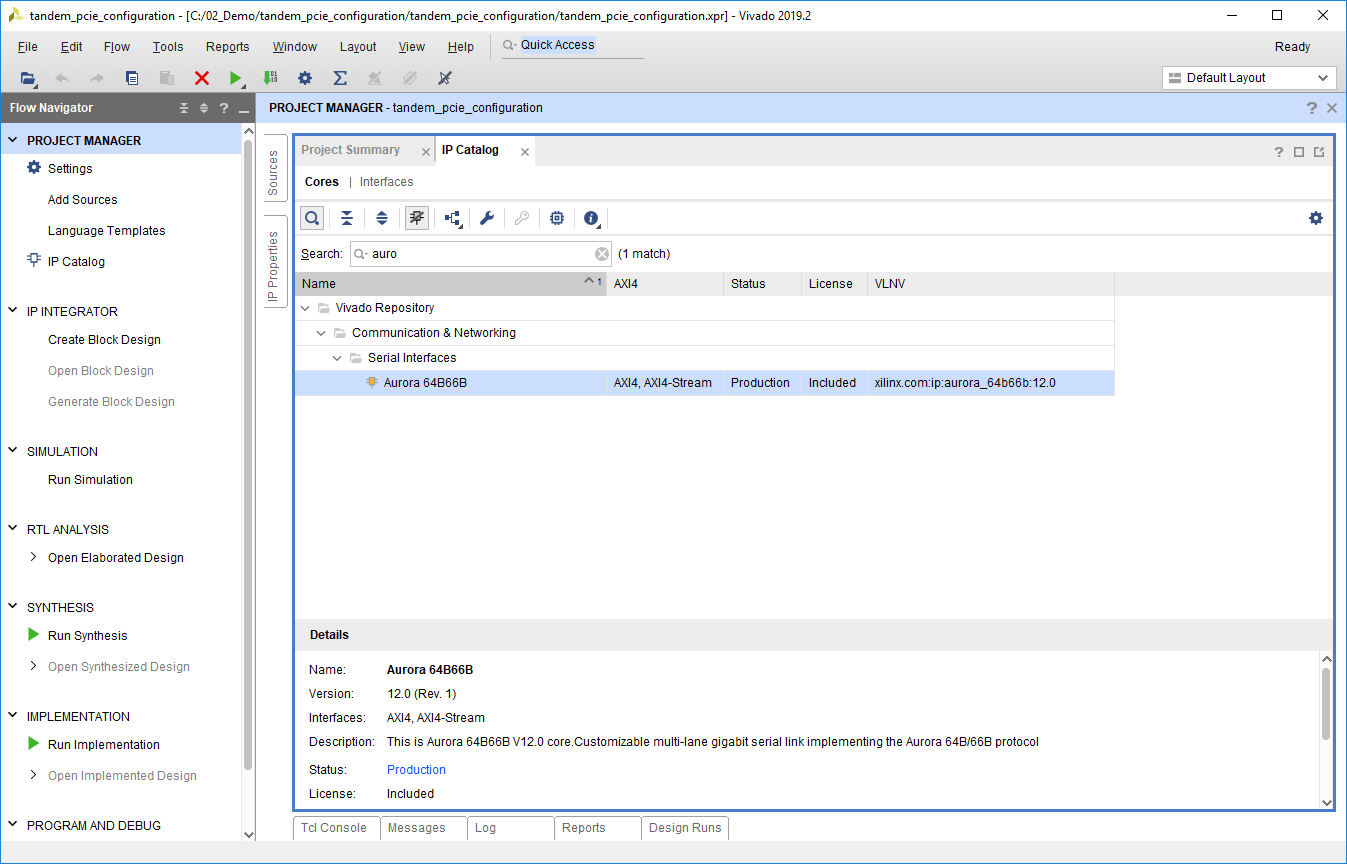 tandem_pcie_configuration - [C:/02_Demo/tandem_pcie_configuration/tandem_pcie_configuration/tandem_pcie_configuration.xpr] - Vivado 2019.2
File Edit Flow Tools Reports Window Layout View Help Quick Access Ready
Default Layout
Flow Navigator
PROJECT MANAGER
Settings
Add Sources
Language Templates
IP Catalog
IP INTEGRATOR
Create Block Design
Open Block Design
Generate Block Design
SIMULATION
Run Simulation
RTL ANALYSIS
Open Elaborated Design
SYNTHESIS
Run Synthesis
Open Synthesized Design
IMPLEMENTATION
Run Implementation
Open Implemented Design
PROGRAM AND DEBUG
PROJECT MANAGER - tandem_pcie_configuration
Sources
IP Properties
Project Summary IP Catalog
Cores | Interfaces
Search: auro (1 match)
Name 1 AXI4 Status License VLNV
Vivado Repository
Communication & Networking
Serial Interfaces
Aurora 64B66B AXI4, AXI4-Stream Production Included xilinx.com:ip:aurora_64b66b:12.0
Details
Name: Aurora 64B66B
Version: 12.0 (Rev. 1)
Interfaces: AXI4, AXI4-Stream
Description: This is Aurora 64B66B V12.0 core.Customizable multi-lane gigabit serial link implementing the Aurora 64B/66B protocol
Status: Production
License: Included
Tcl Console Messages Log Reports Design Runs